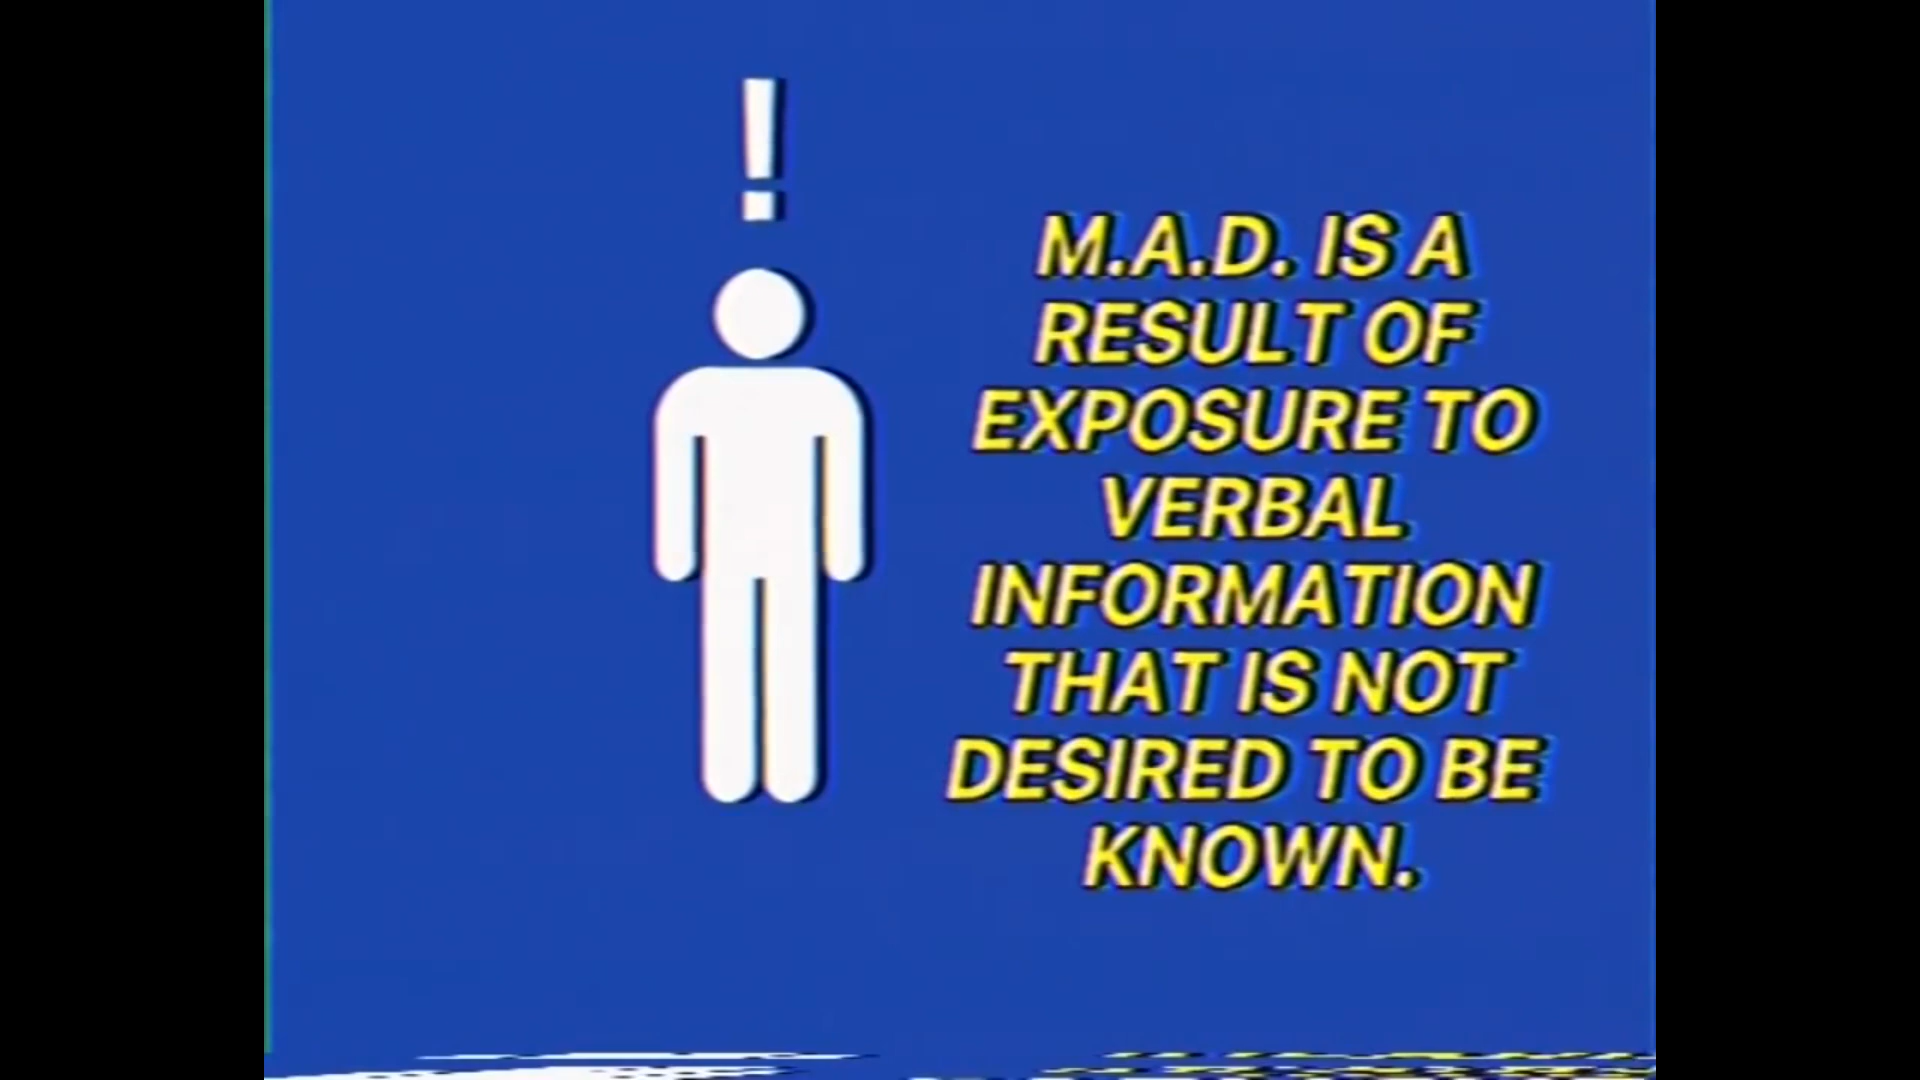 !
M.A.D. IS A
RESULT OF
EXPOSURE TO
VERBAL
INFORMATION
THAT IS NOT
DESIRED TO BE
KNOWN.